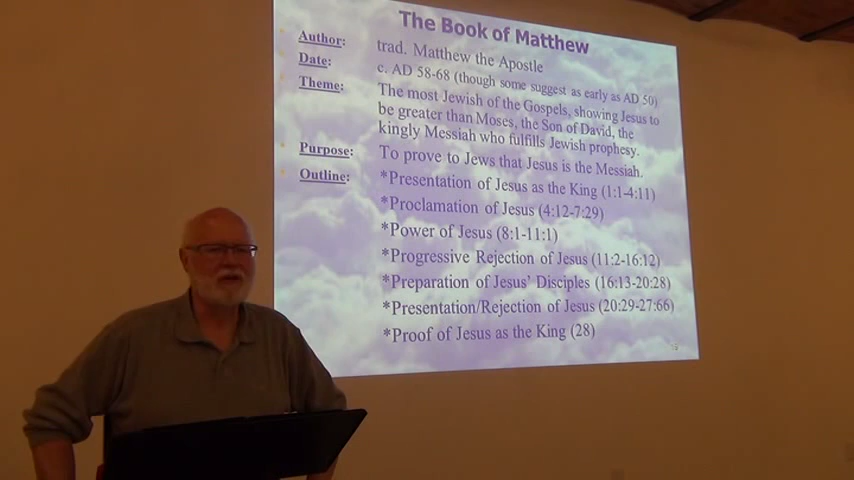 The Book of Matthew
Author: trad. Matthew the Apostle
Date: c. AD 58-68 (though some suggest as early as AD 50)
Theme: The most Jewish of the Gospels, showing Jesus to
be greater than Moses, the Son of David, the
kingly Messiah who fulfills Jewish prophesy.
Purpose: To prove to Jews that Jesus is the Messiah.
Outline: *Presentation of Jesus as the King (1:1-4:11)
*Proclamation of Jesus (4:12-7:29)
*Power of Jesus (8:1-11:1)
*Progressive Rejection of Jesus (11:2-16:12)
*Preparation of Jesus' Disciples (16:13-20:28)
*Presentation/Rejection of Jesus (20:29-27:66)
*Proof of Jesus as the King (28)